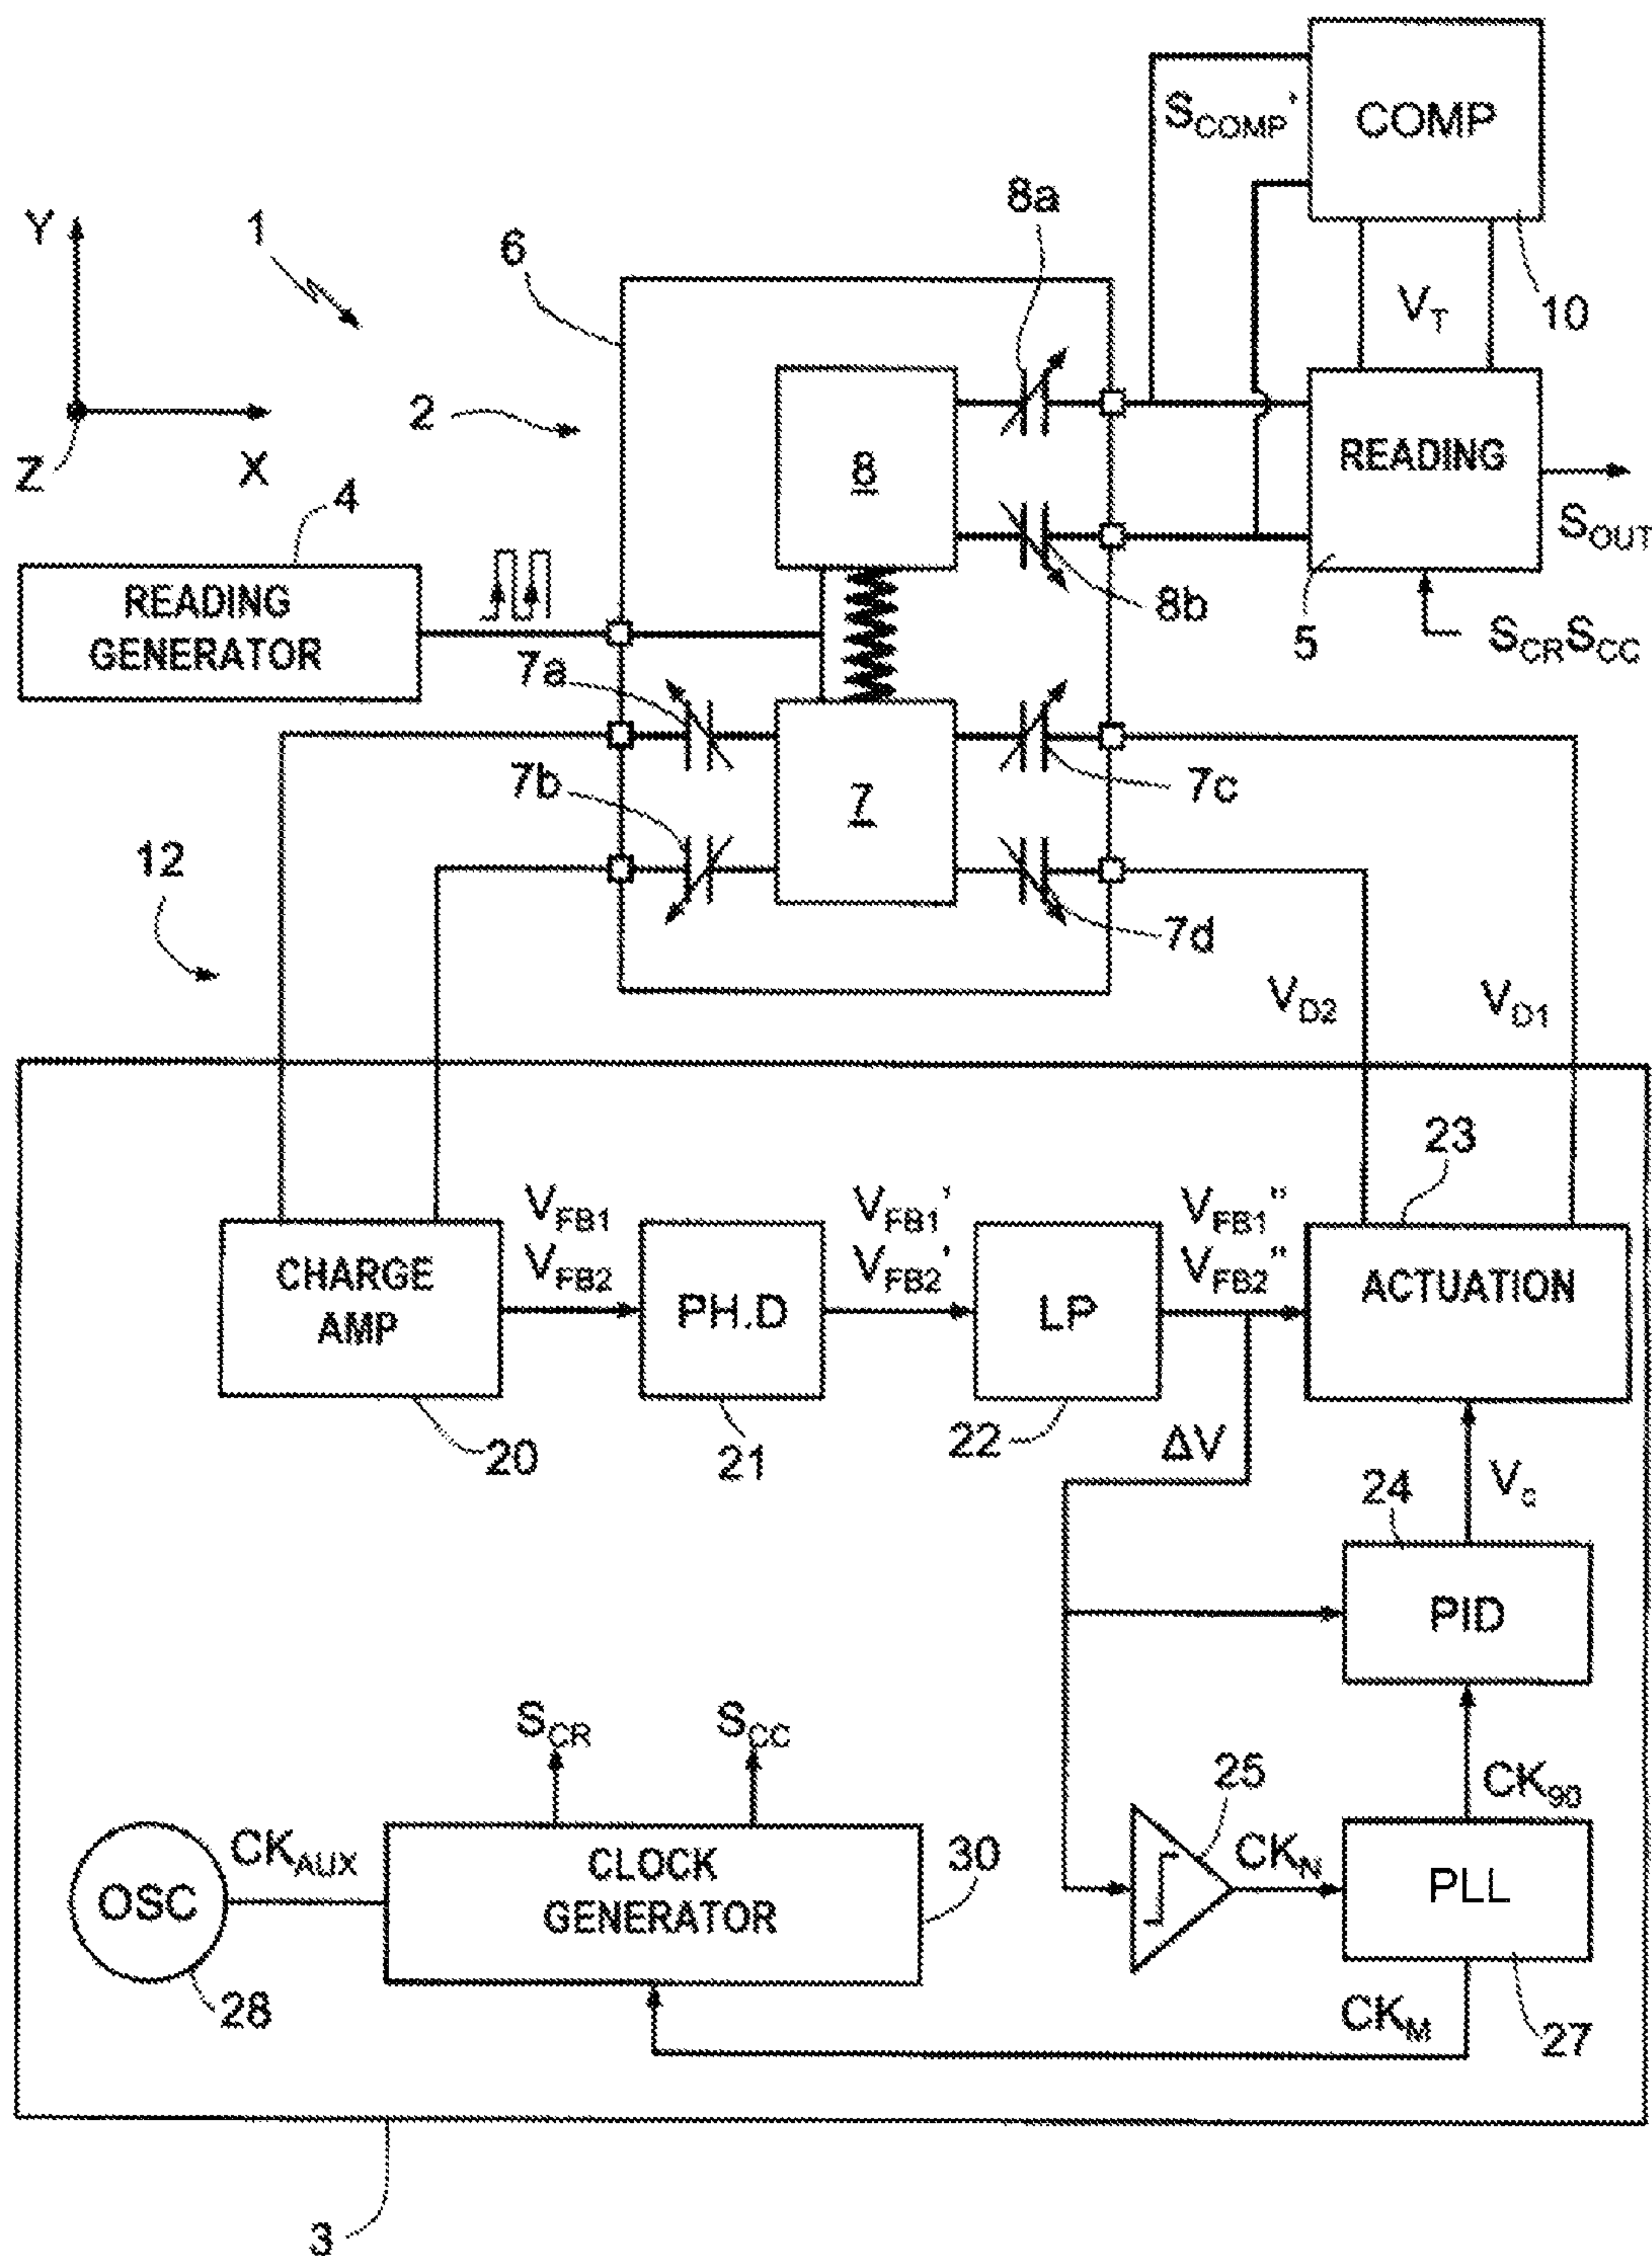 COMP
S_COMP'
8a
Y
1
6
V_T
10
2
8
READING
Z
X
4
S_OUT
READING
GENERATOR
8b
5
S_CR S_CC
7a
7b
7
7c
12
7d
V_D2
V_D1
23
V_FB1
V_FB2
V_FB1'
V_FB2'
V_FB1"
V_FB2"
CHARGE
AMP
PH.D
LP
ACTUATION
20
21
22
ΔV
24
V_c
PID
S_CR
S_CC
25
CK_90
OSC
CK_AUX
CLOCK
GENERATOR
30
CK_N
PLL
28
CK_M
27
3